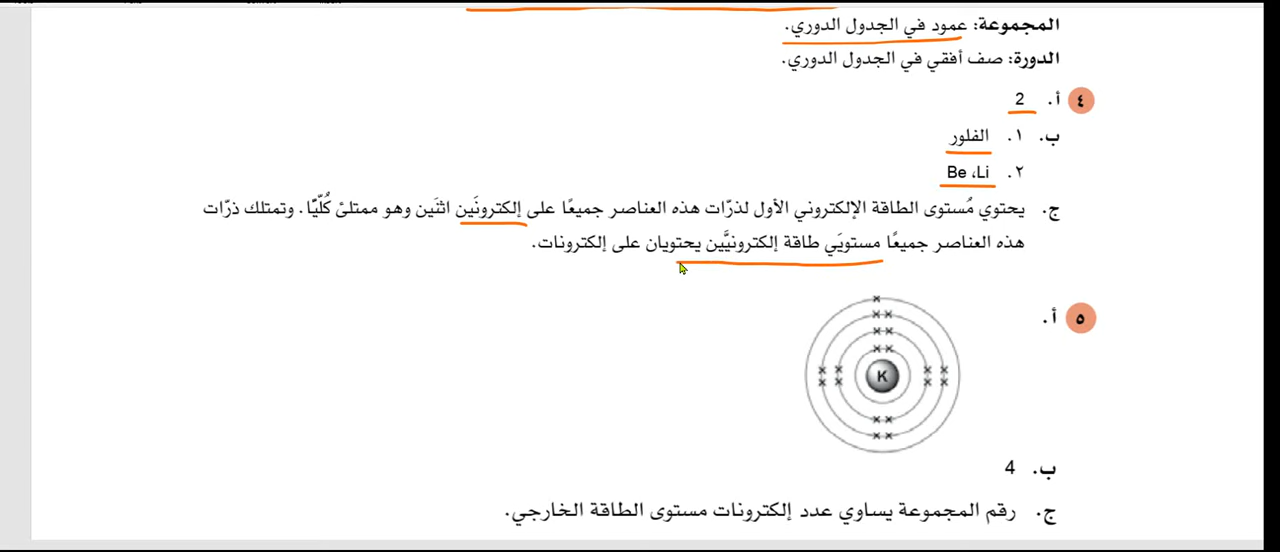 المجموعة: عمود في الجدول الدوري.
الدورة: صف أفقي في الجدول الدوري.
٤ أ. 2
ب. ١. الفلور
٢. Be ،Li
ج. يحتوي مُستوى الطاقة الإلكتروني الأول لذرّات هذه العناصر جميعًا على إلكترونَين اثنَين وهو ممتلئ كُلّيًّا. وتمتلك ذرّات
هذه العناصر جميعًا مستويَي طاقة إلكترونيَّين يحتويان على إلكترونات.
٥ أ.
K
ب. 4
ج. رقم المجموعة يساوي عدد إلكترونات مستوى الطاقة الخارجي.